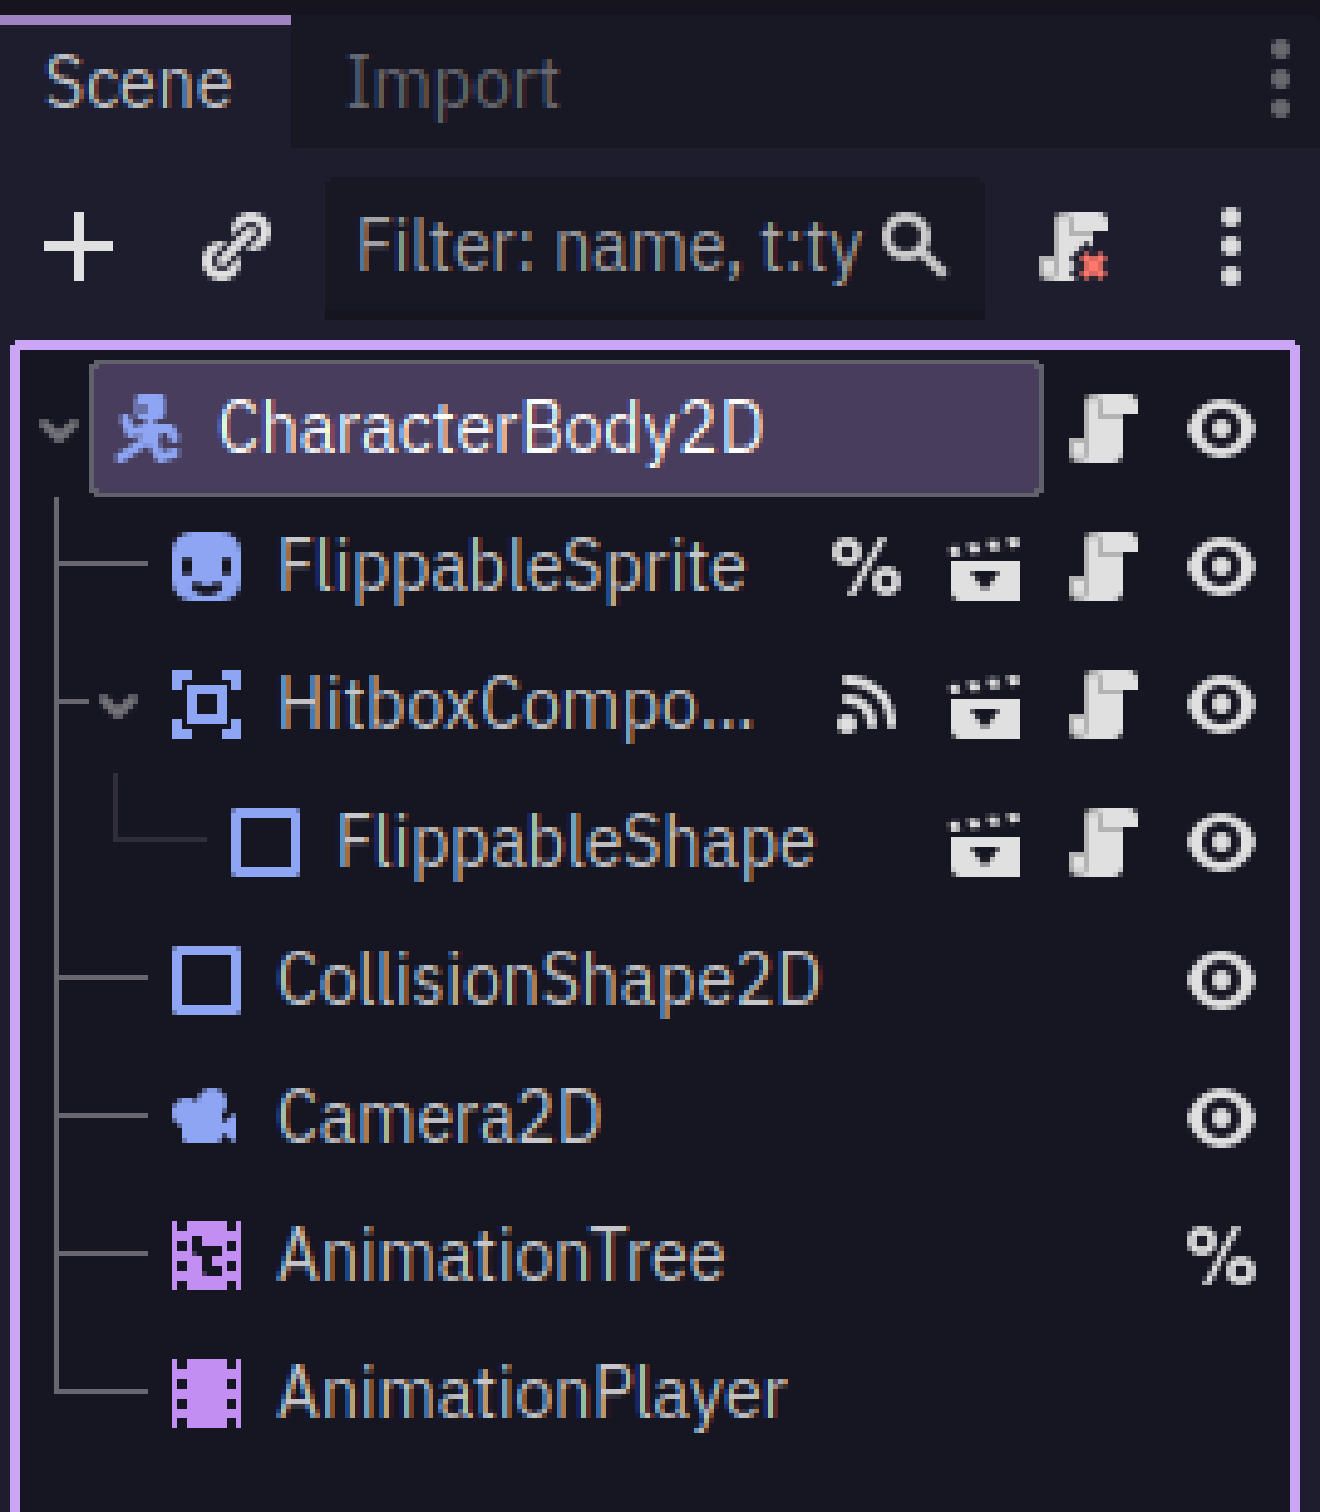 Scene Import
Filter: name, t:ty
CharacterBody2D
FlippableSprite
HitboxCompo...
FlippableShape
CollisionShape2D
Camera2D
AnimationTree
AnimationPlayer